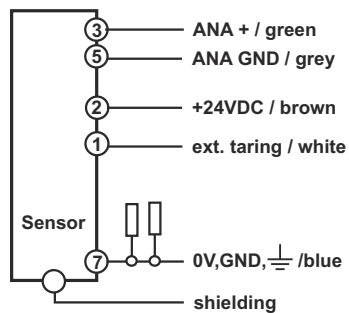 3 ANA + / green
5 ANA GND / grey
2 +24VDC / brown
1 ext. taring / white
Sensor
7 0V,GND, ⏚ /blue
shielding